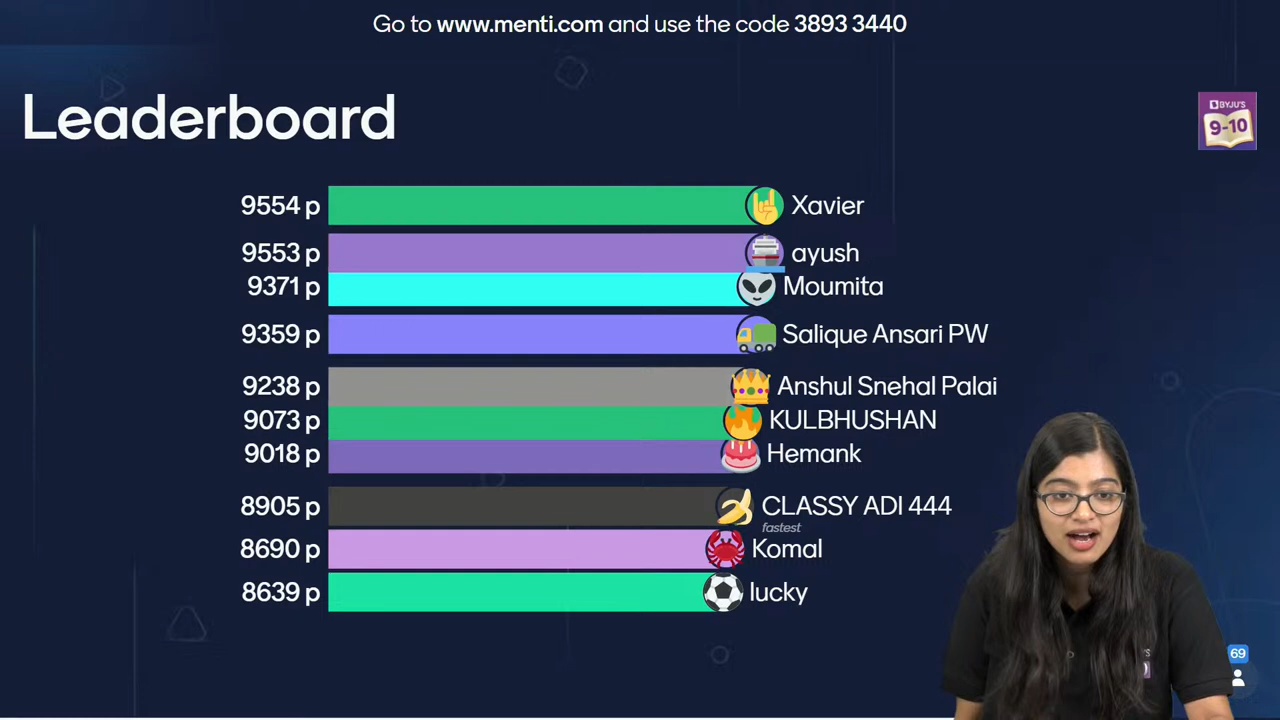 Go to www.menti.com and use the code 3893 3440
Leaderboard
BYJU'S
9-10
9554 p Xavier
9553 p ayush
9371 p Moumita
9359 p Salique Ansari PW
9238 p Anshul Snehal Palai
9073 p KULBHUSHAN
9018 p Hemank
8905 p CLASSY ADI 444
fastest
8690 p Komal
8639 p lucky
69